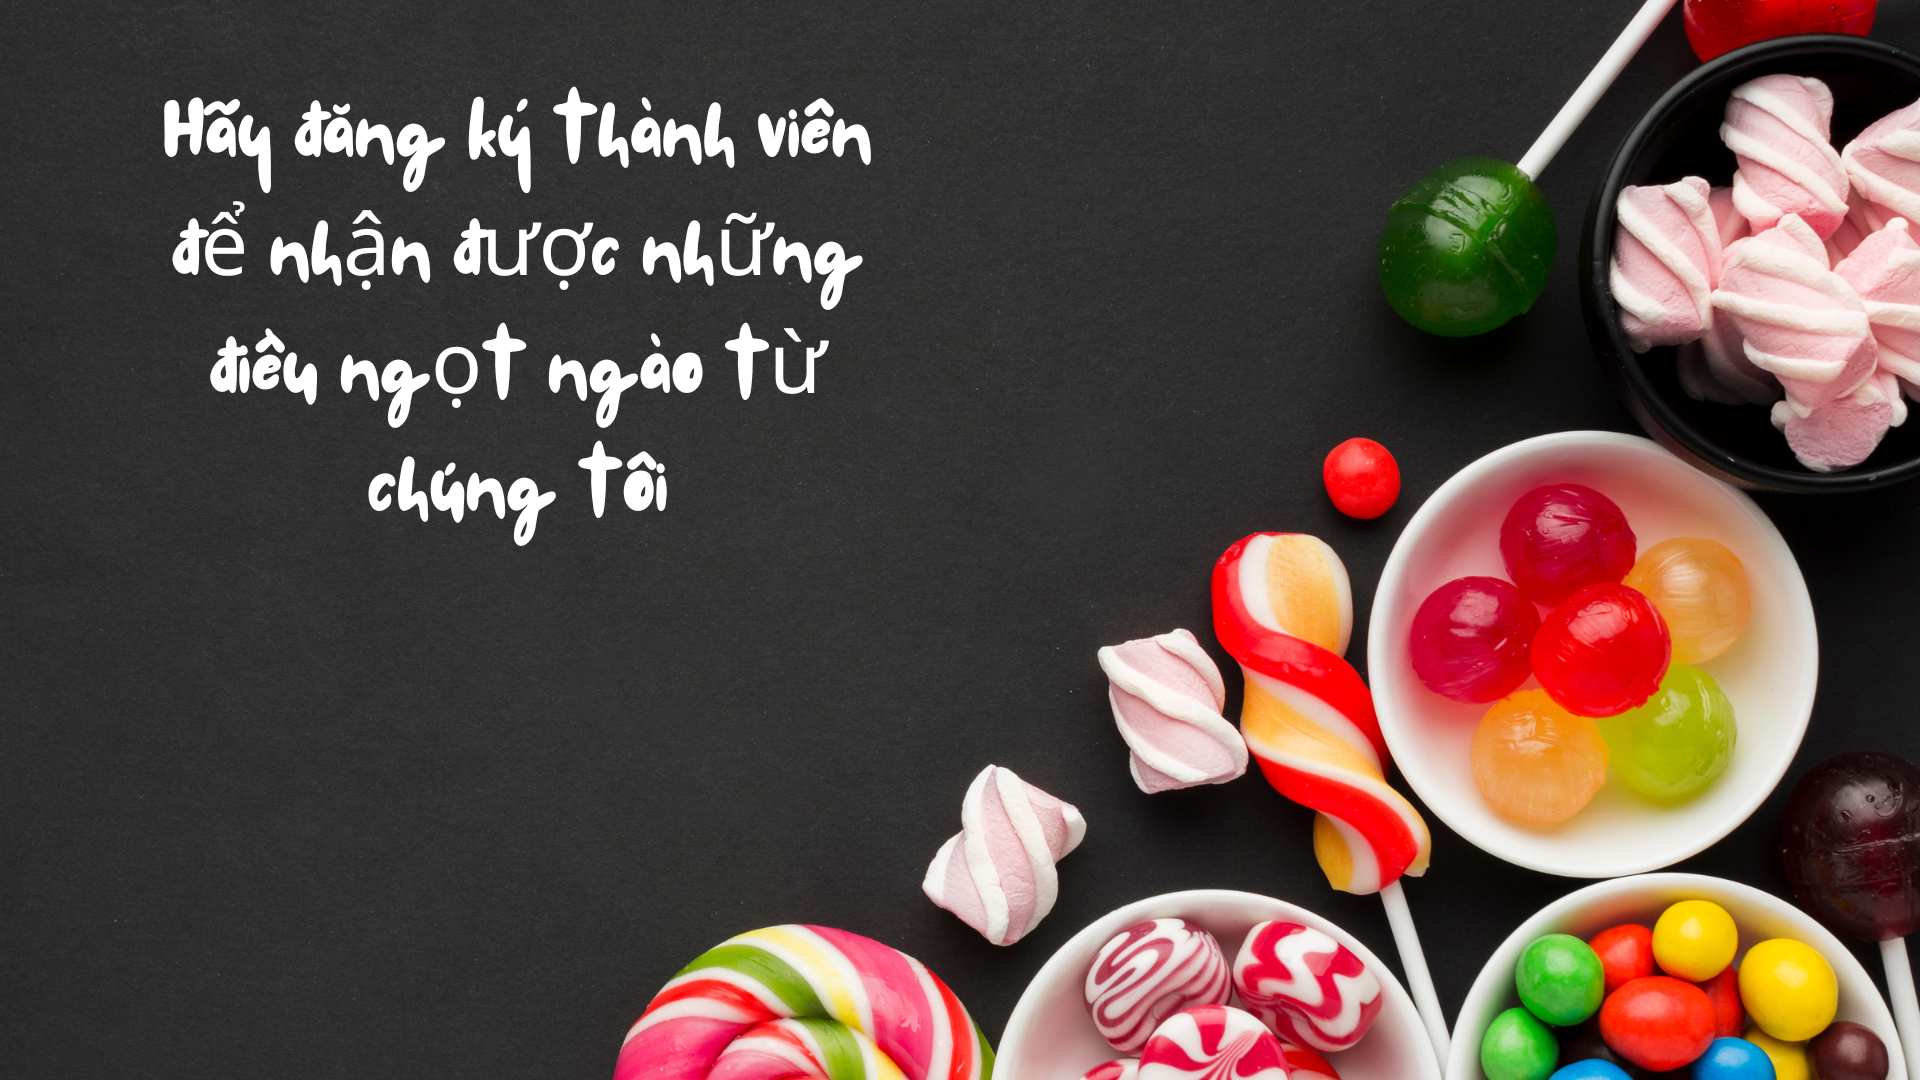 Hãy đăng ký thành viên
để nhận được những
điều ngọt ngào từ
chúng tôi